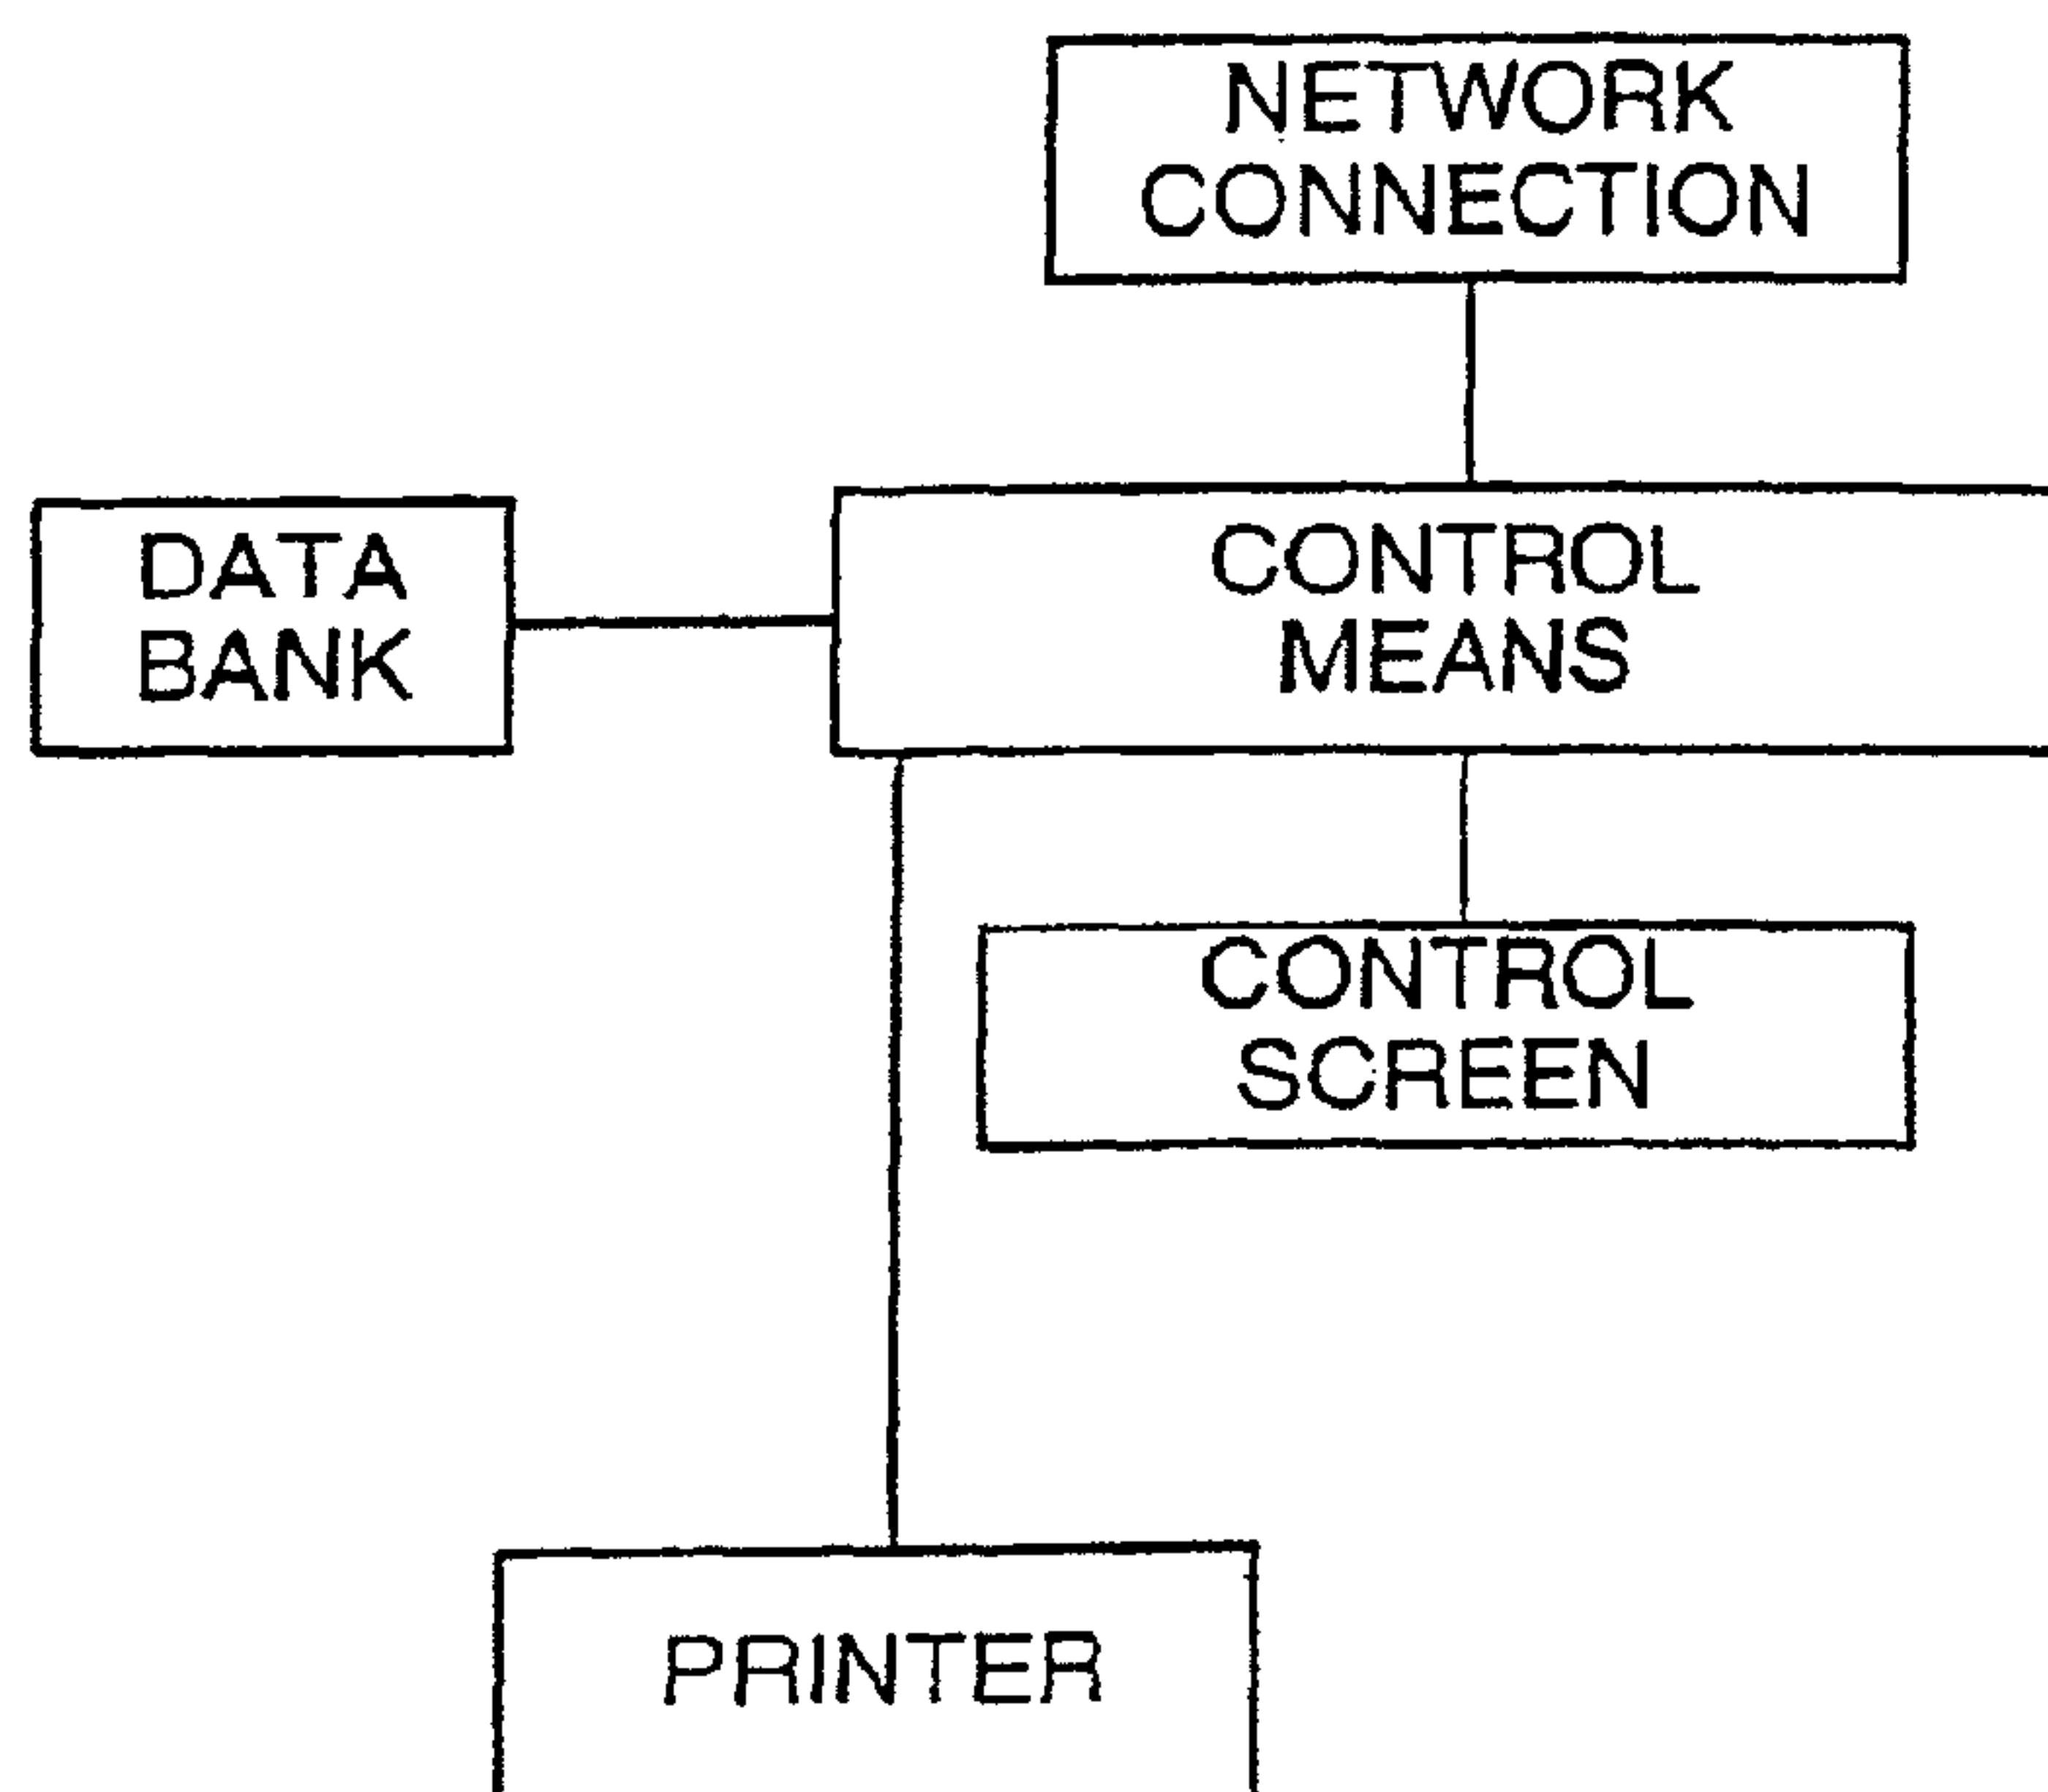 NETWORK
CONNECTION
DATA
BANK
CONTROL
MEANS
CONTROL
SCREEN
PRINTER